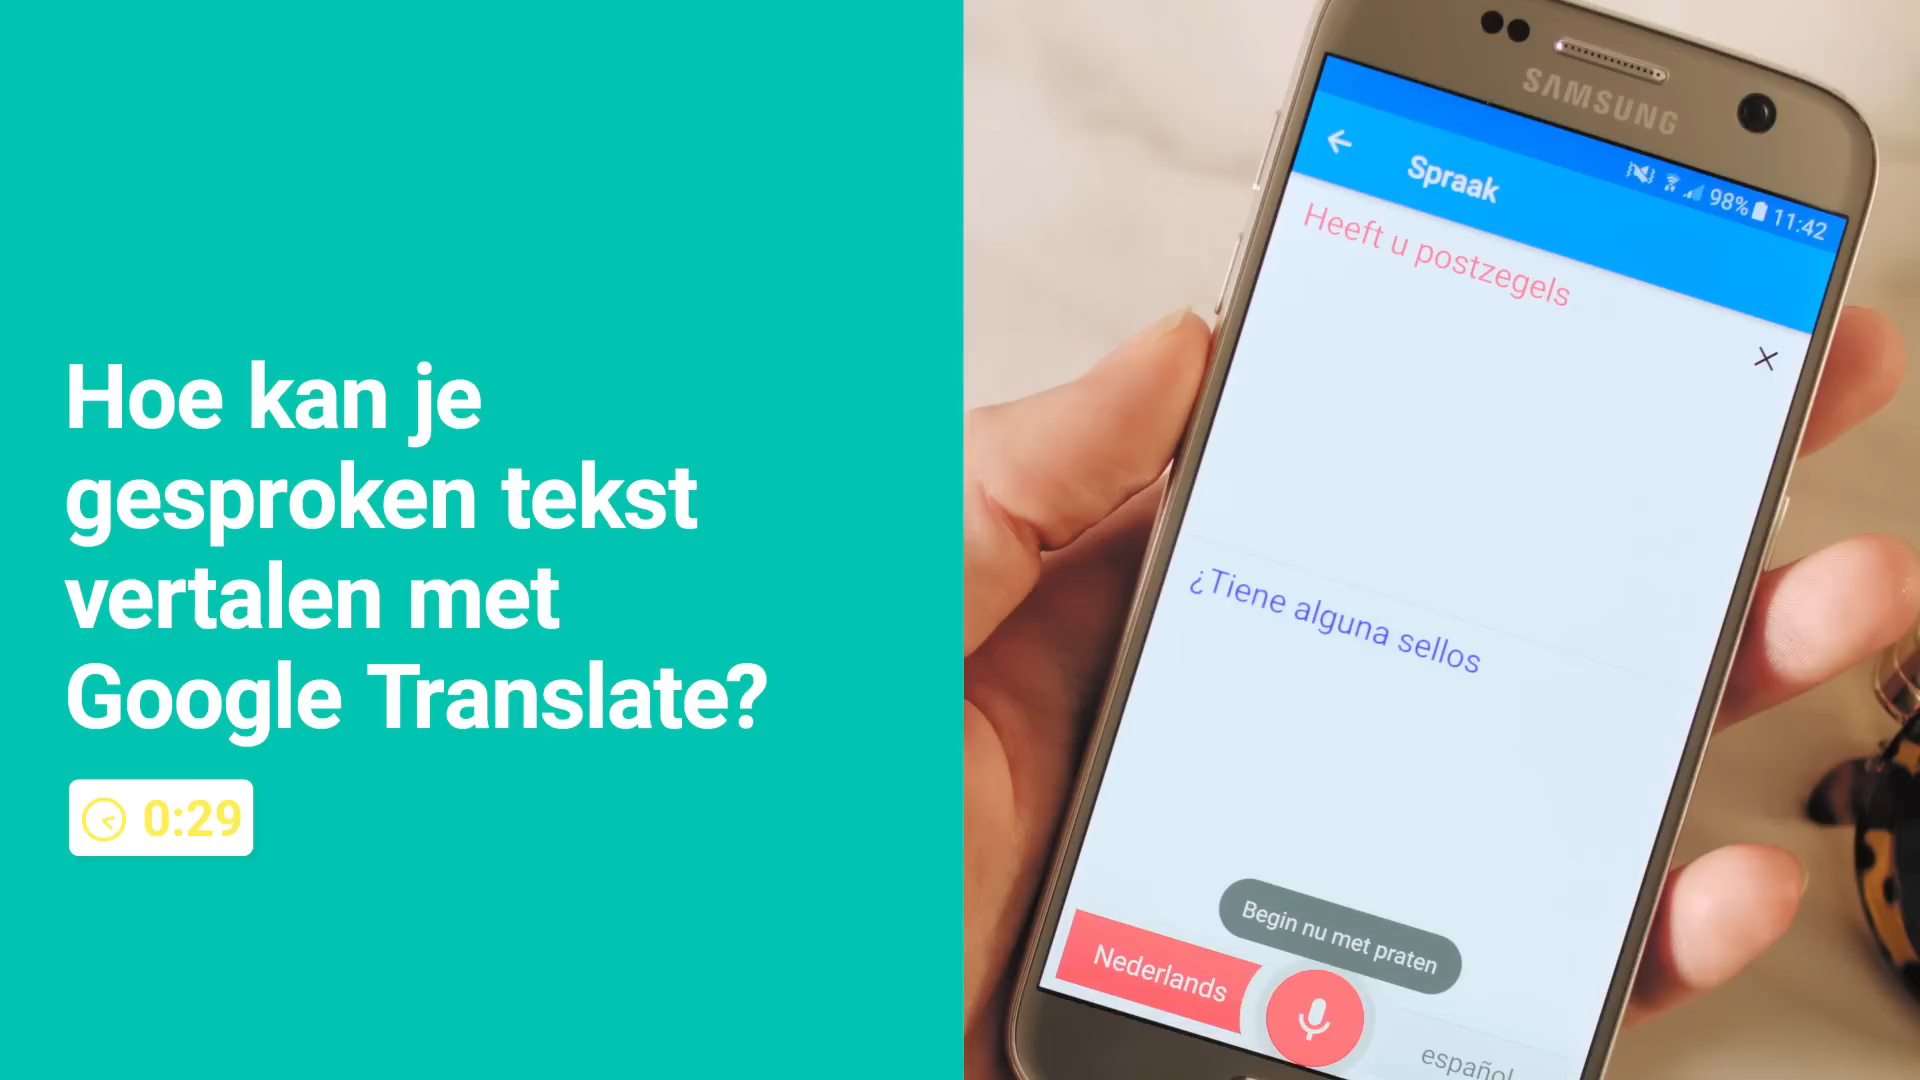 Hoe kan je
gesproken tekst
vertalen met
Google Translate?
0:29
SAMSUNG
98% 11:42
Spraak
Heeft u postzegels
¿Tiene alguna sellos
Begin nu met praten
Nederlands
español